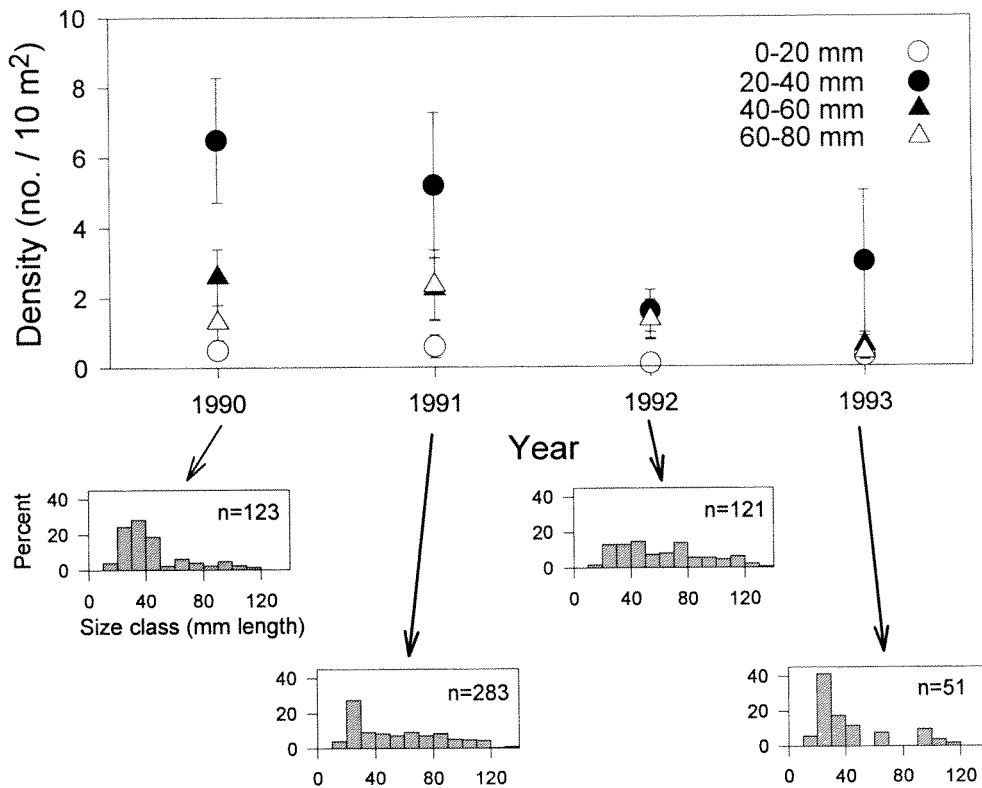 10
8
6
4
2
0
Density (no. / 10 m²)
0-20 mm
20-40 mm
40-60 mm
60-80 mm
1990 1991 1992 1993
Year
Percent
40
20
0
n=123
0 40 80 120
Size class (mm length)
40
20
0
n=121
0 40 80 120
40
20
0
n=283
0 40 80 120
40
20
0
n=51
0 40 80 120